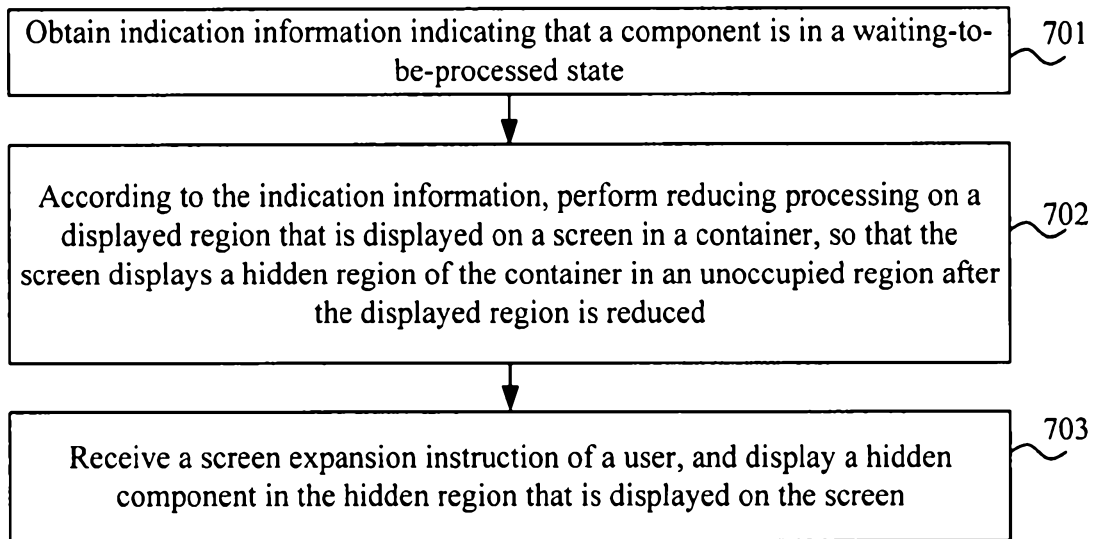 Obtain indication information indicating that a component is in a waiting-to-
be-processed state
701
According to the indication information, perform reducing processing on a
displayed region that is displayed on a screen in a container, so that the
screen displays a hidden region of the container in an unoccupied region after
the displayed region is reduced
702
Receive a screen expansion instruction of a user, and display a hidden
component in the hidden region that is displayed on the screen
703